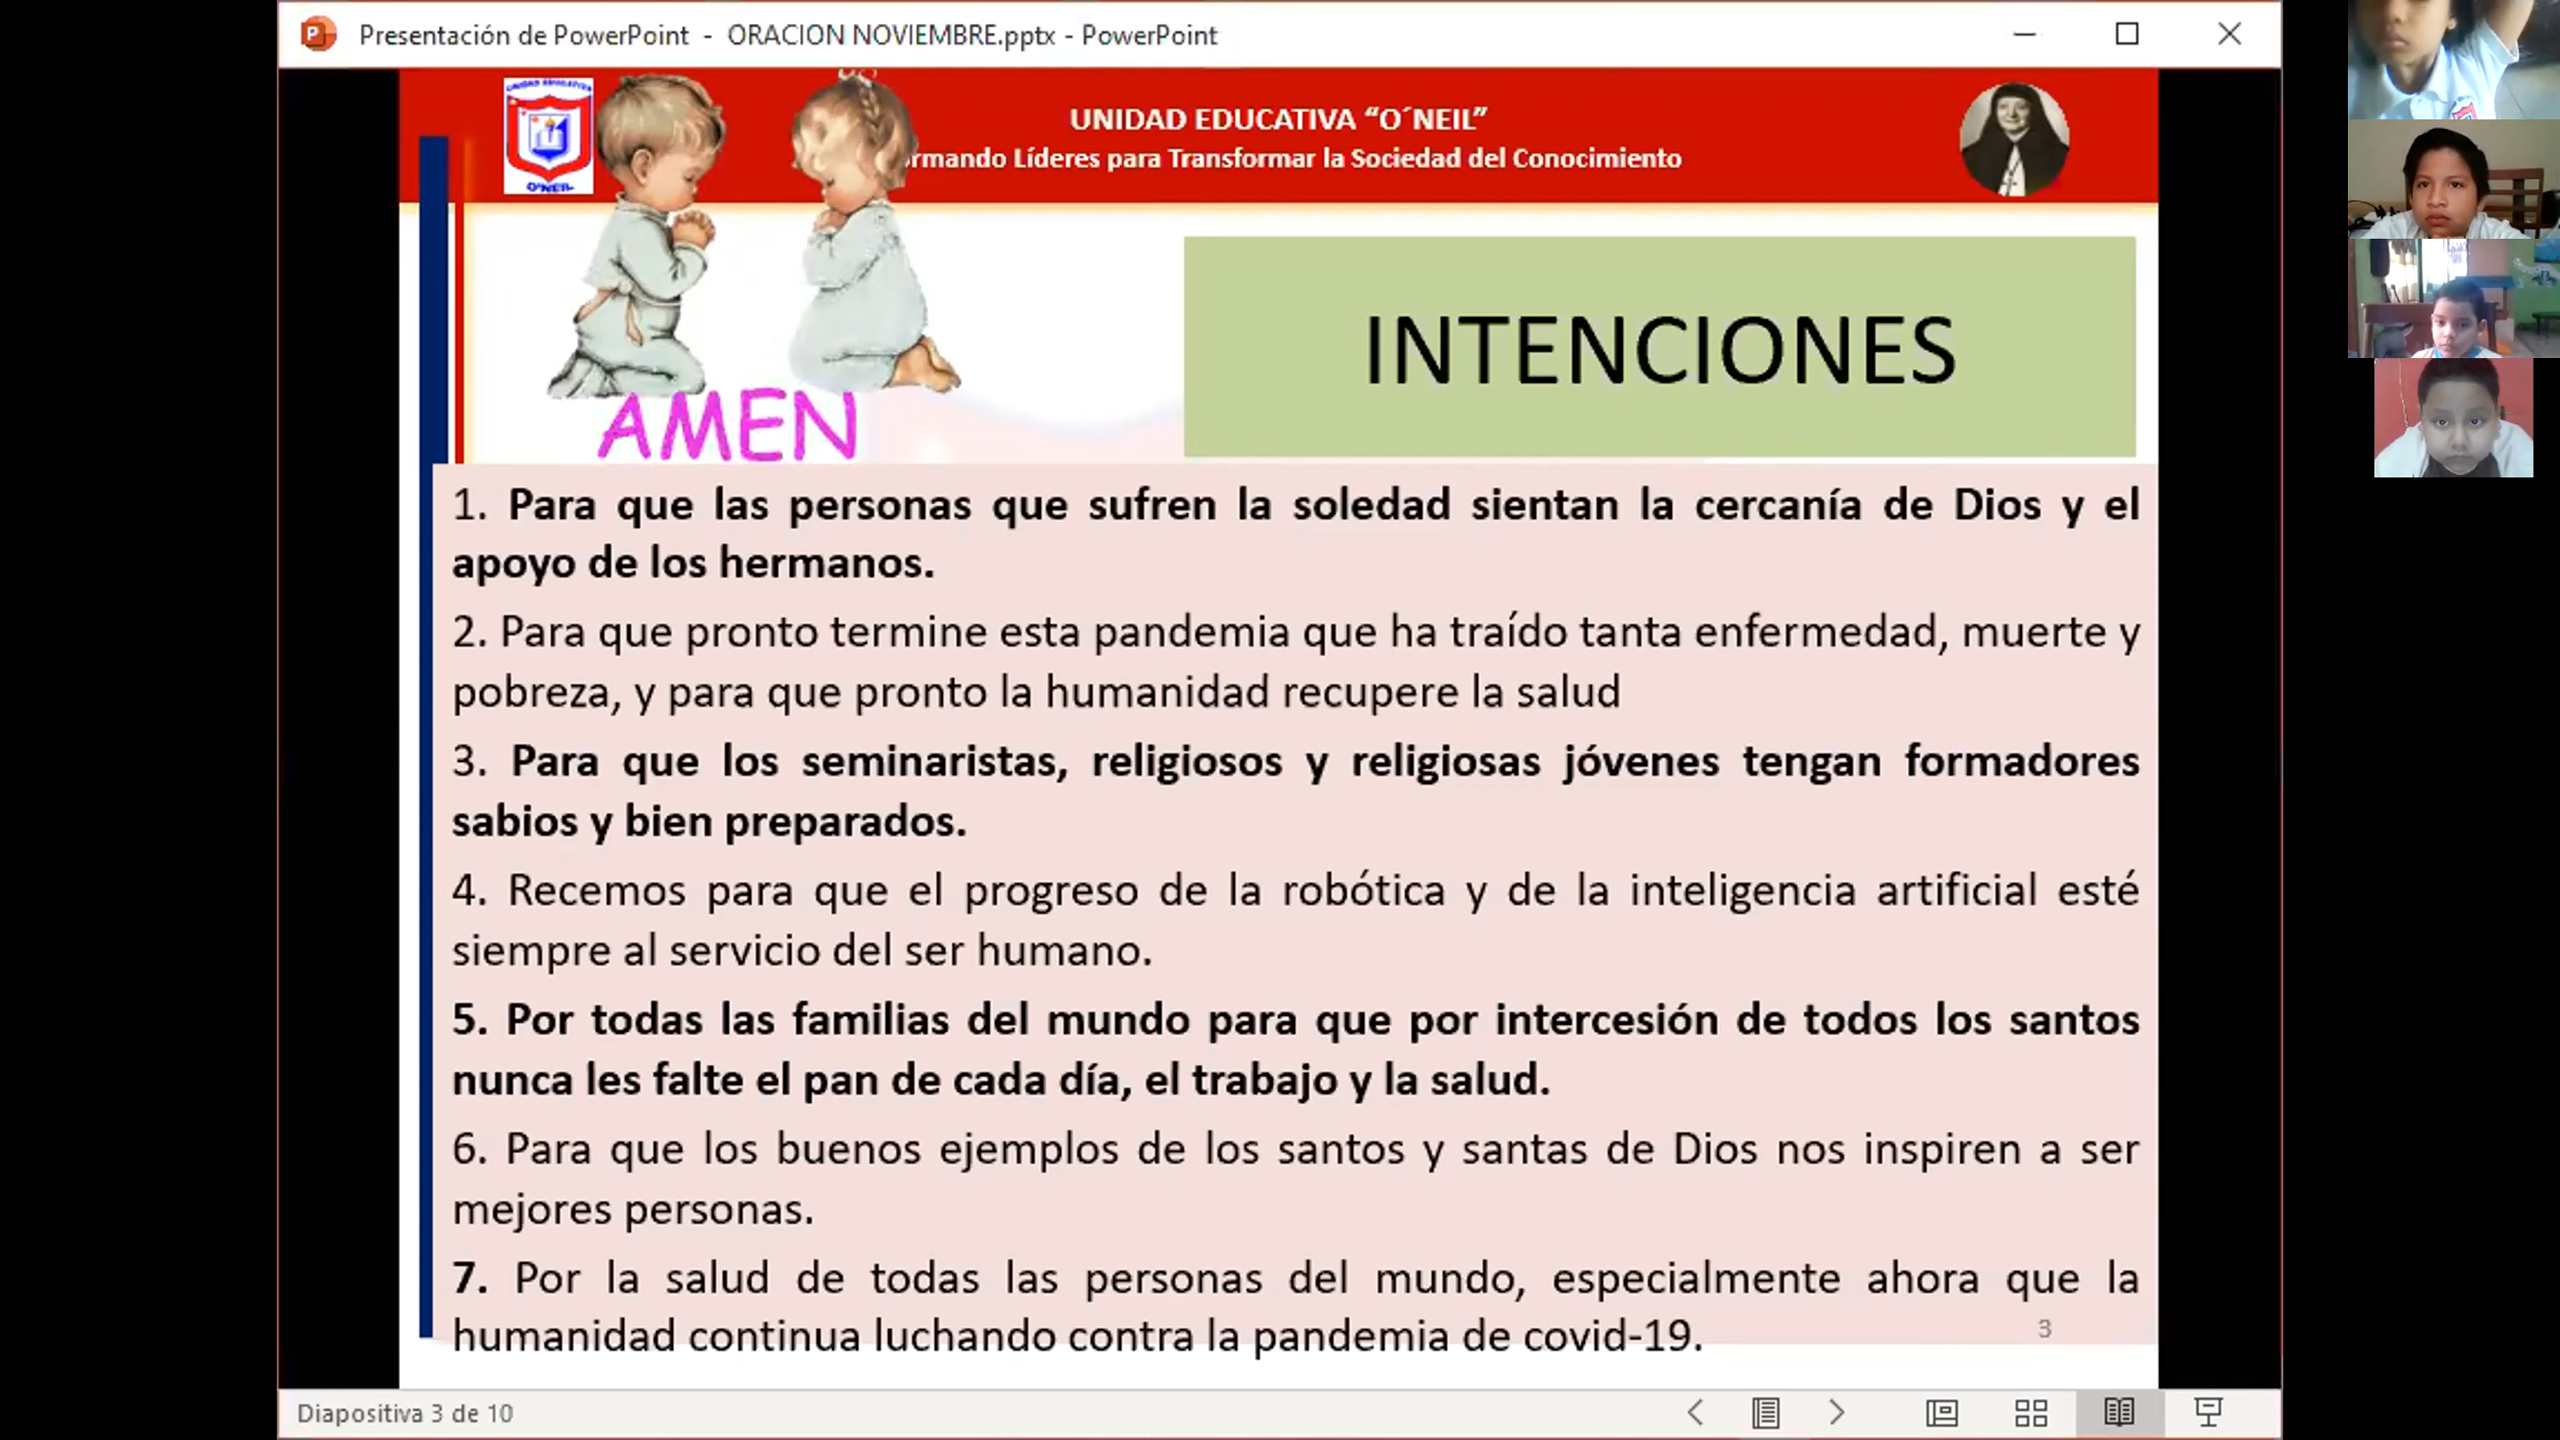 Presentación de PowerPoint - ORACION NOVIEMBRE.pptx - PowerPoint
UNIDAD EDUCATIVA
O'NEIL
UNIDAD EDUCATIVA “O´NEIL”
rmando Líderes para Transformar la Sociedad del Conocimiento
INTENCIONES
AMEN
1. Para que las personas que sufren la soledad sientan la cercanía de Dios y el
apoyo de los hermanos.
2. Para que pronto termine esta pandemia que ha traído tanta enfermedad, muerte y
pobreza, y para que pronto la humanidad recupere la salud
3. Para que los seminaristas, religiosos y religiosas jóvenes tengan formadores
sabios y bien preparados.
4. Recemos para que el progreso de la robótica y de la inteligencia artificial esté
siempre al servicio del ser humano.
5. Por todas las familias del mundo para que por intercesión de todos los santos
nunca les falte el pan de cada día, el trabajo y la salud.
6. Para que los buenos ejemplos de los santos y santas de Dios nos inspiren a ser
mejores personas.
7. Por la salud de todas las personas del mundo, especialmente ahora que la
humanidad continua luchando contra la pandemia de covid-19.
3
Diapositiva 3 de 10